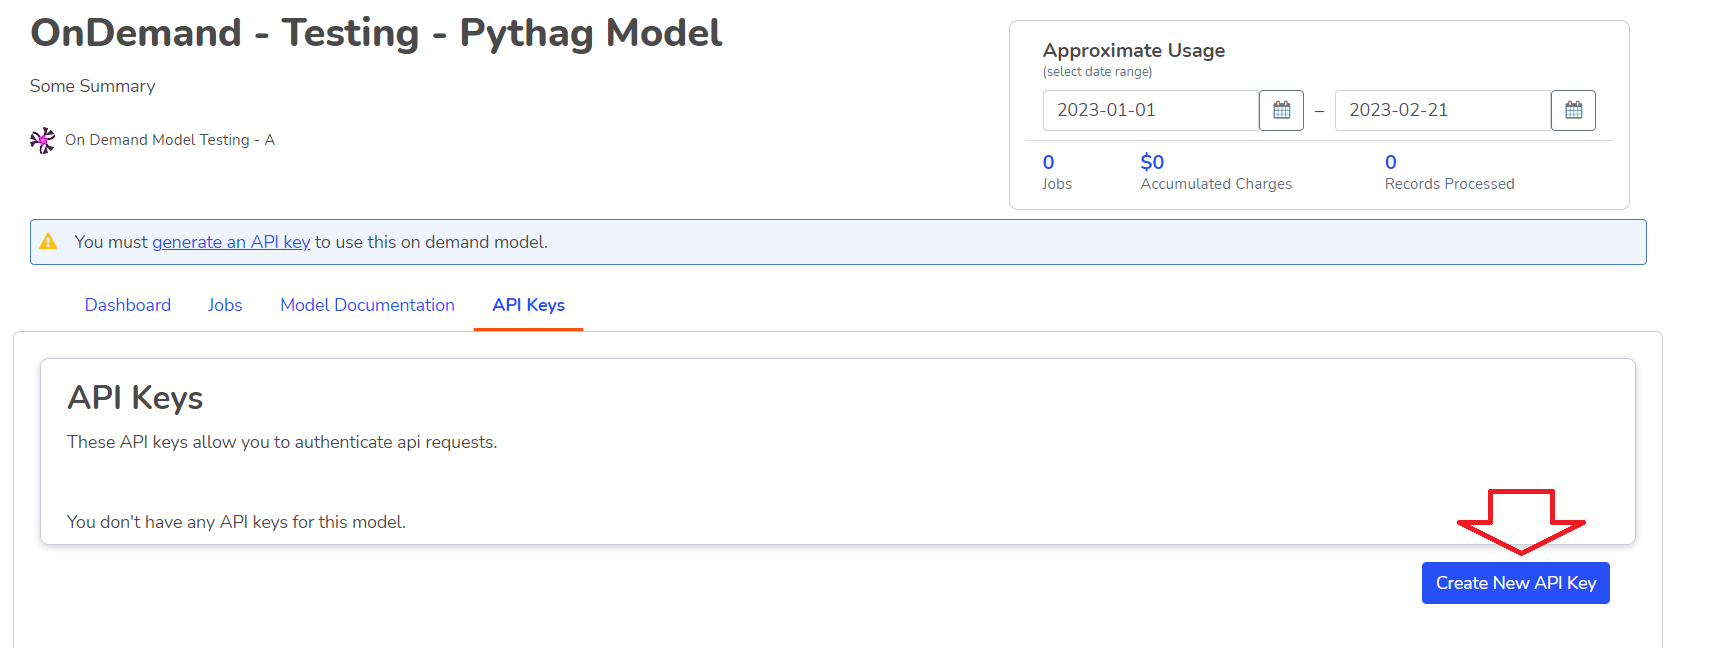 OnDemand - Testing - Pythag Model
Some Summary
On Demand Model Testing - A
Approximate Usage
(select date range)
2023-01-01 – 2023-02-21
0 $0 0
Jobs Accumulated Charges Records Processed
You must generate an API key to use this on demand model.
Dashboard Jobs Model Documentation API Keys
API Keys
These API keys allow you to authenticate api requests.
You don't have any API keys for this model.
Create New API Key